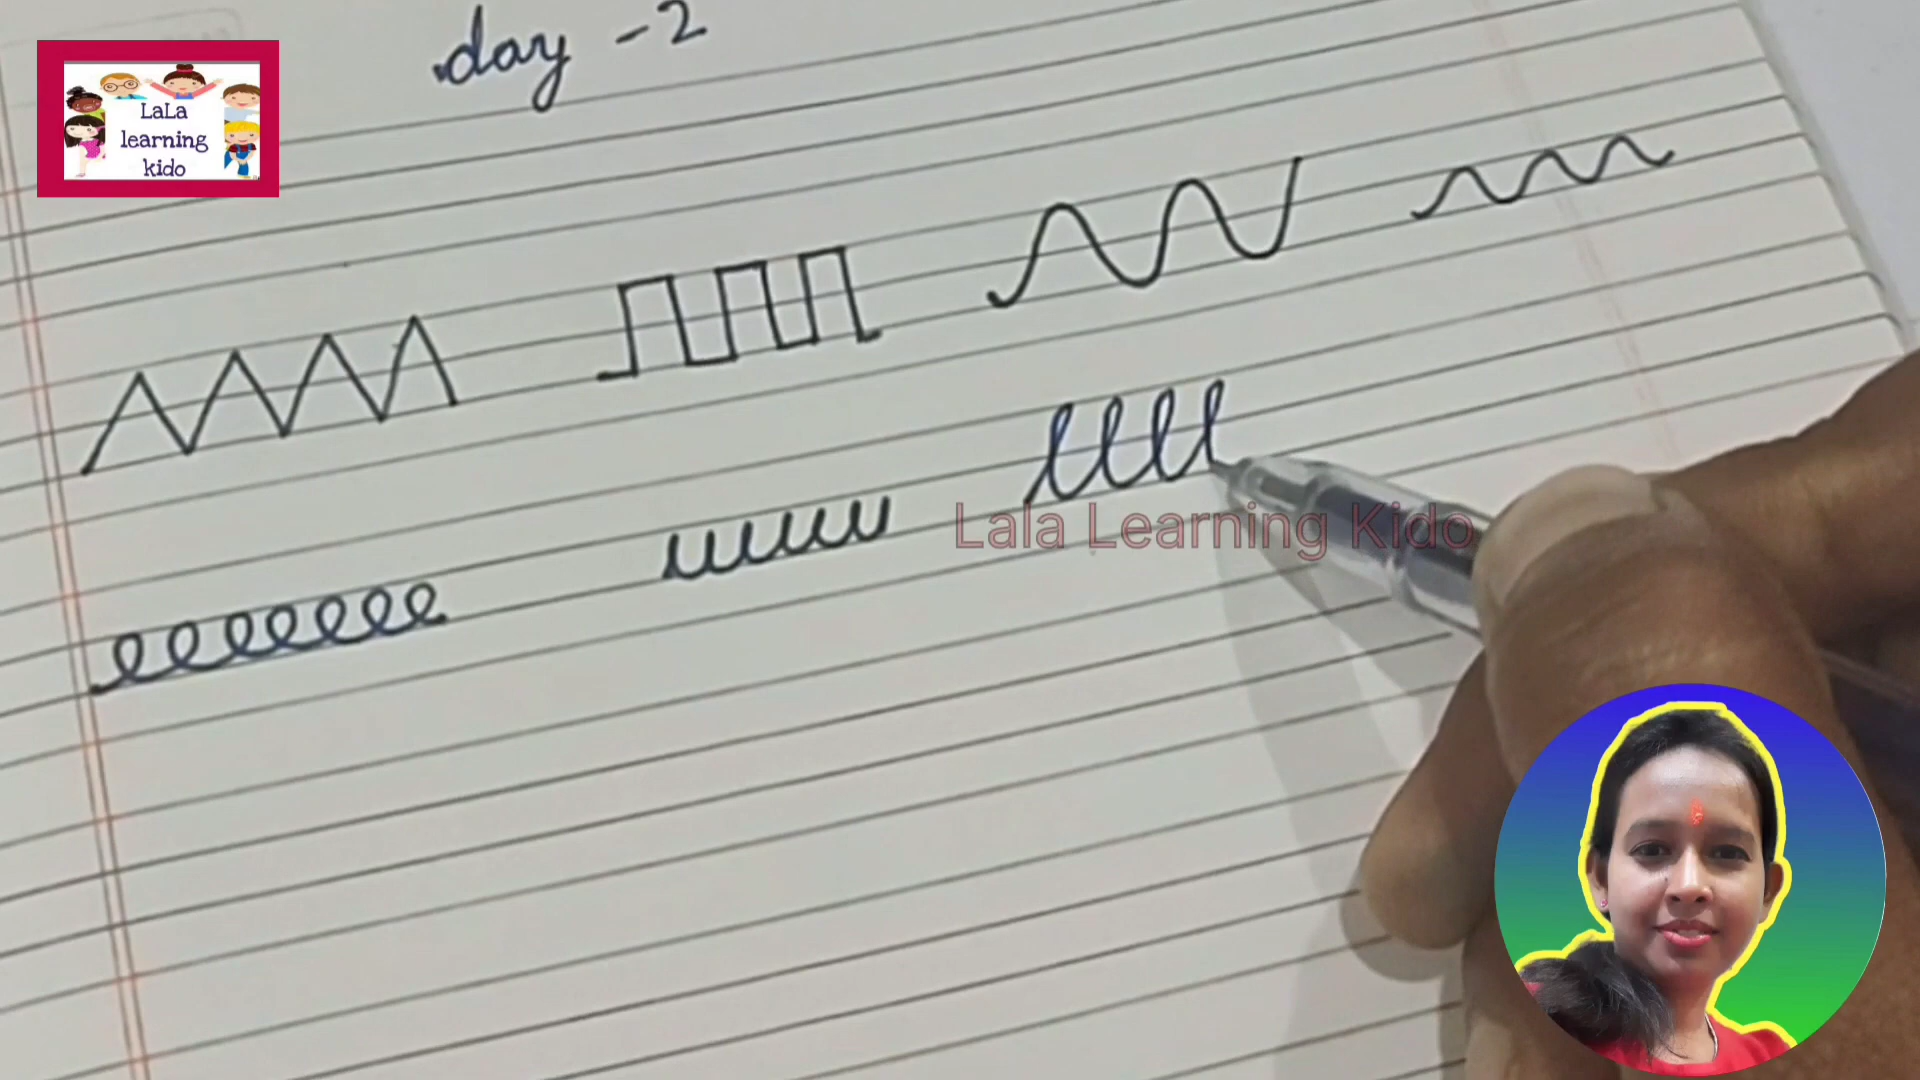 day - 2
LaLa
learning
kido
Lala Learning Kido